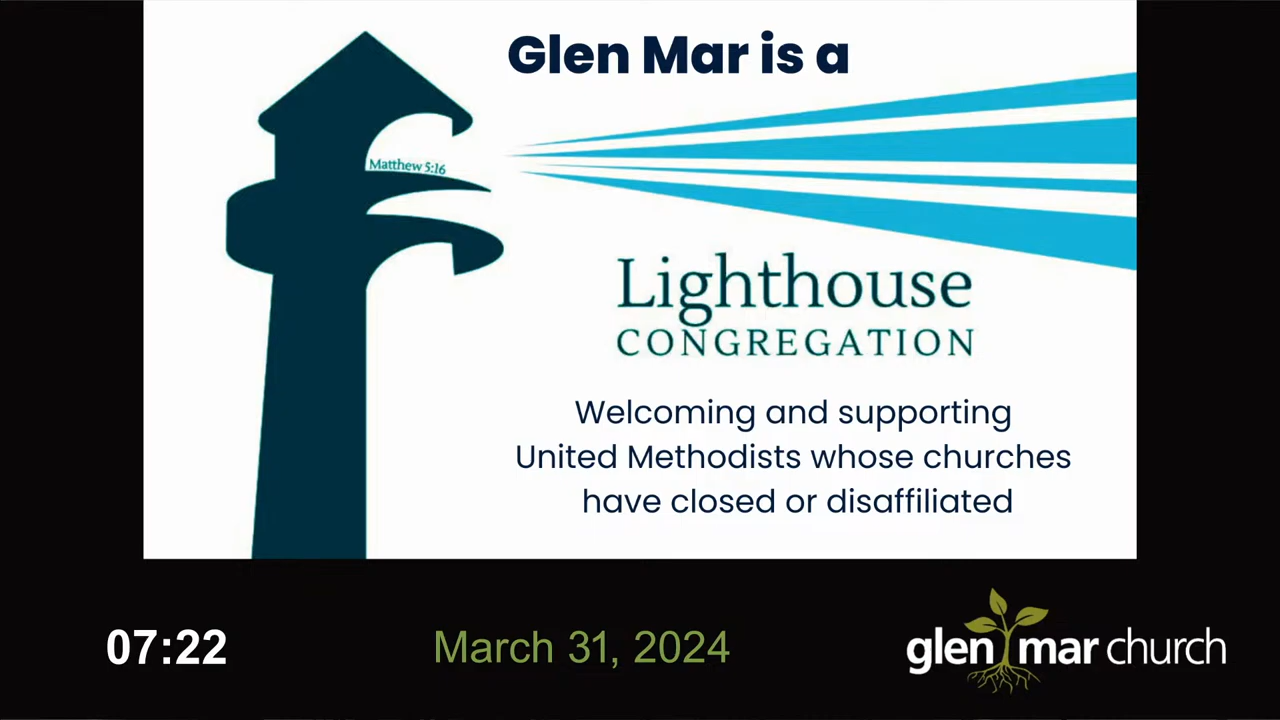 Glen Mar is a
Matthew 5:16
Lighthouse
CONGREGATION
Welcoming and supporting
United Methodists whose churches
have closed or disaffiliated
07:22
March 31, 2024
glen mar church